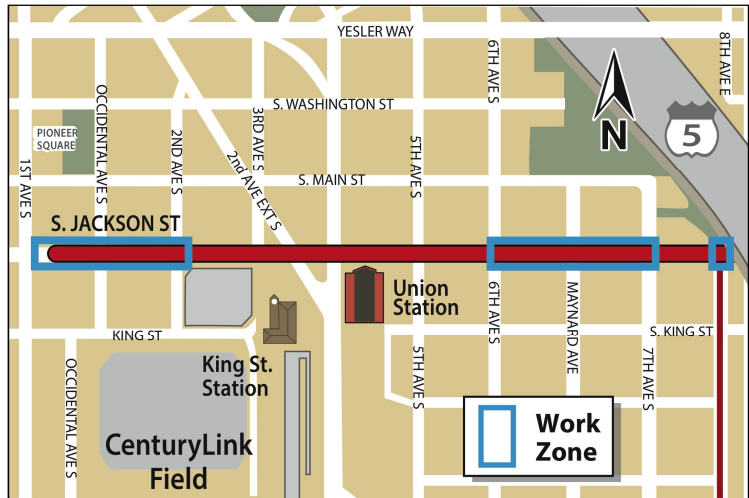 YESLER WAY
6TH AVE S
8TH AVE E
OCCIDENTAL AVE S
S. WASHINGTON ST
N
5
PIONEER
SQUARE
2ND AVE S
3RD AVE S
5TH AVE S
1ST AVE S
2nd AVE EXT S
S. MAIN ST
S. JACKSON ST
Union
Station
6TH AVE S
MAYNARD AVE
KING ST
S. KING ST
King St.
Station
OCCIDENTAL AVE S
5TH AVE S
7TH AVE S
CenturyLink
Field
Work
Zone